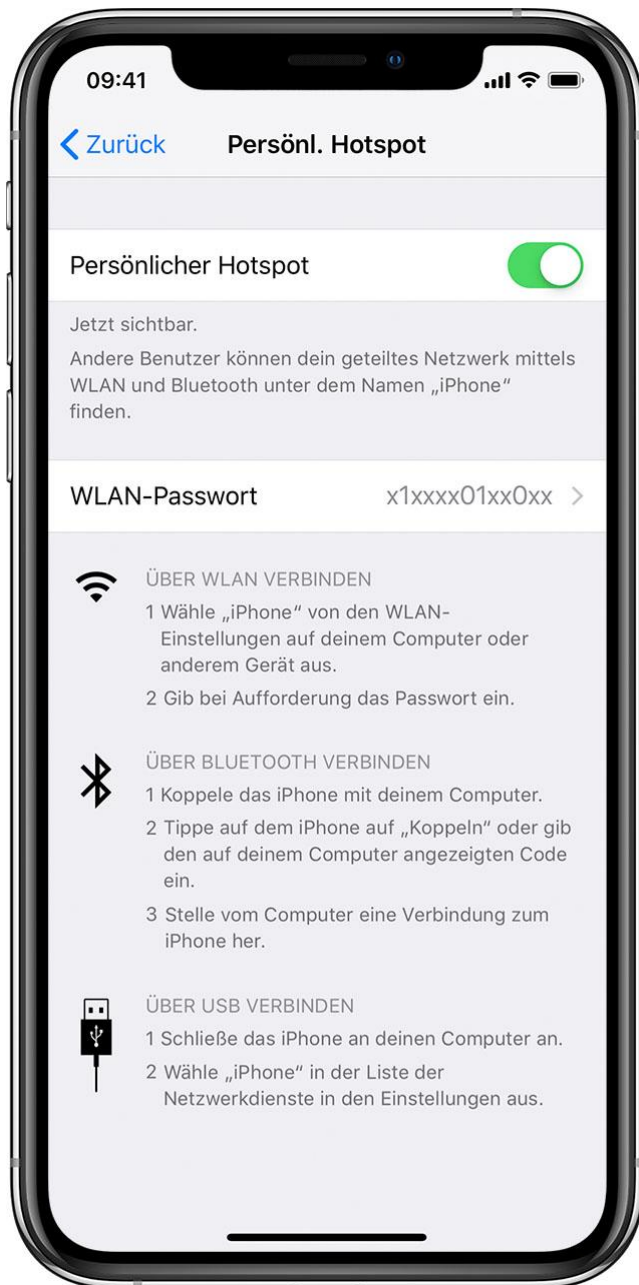 09:41
Zurück Persönl. Hotspot
Persönlicher Hotspot
Jetzt sichtbar.
Andere Benutzer können dein geteiltes Netzwerk mittels
WLAN und Bluetooth unter dem Namen „iPhone“
finden.
WLAN-Passwort x1xxxx01xx0xx
ÜBER WLAN VERBINDEN
1 Wähle „iPhone“ von den WLAN-
Einstellungen auf deinem Computer oder
anderem Gerät aus.
2 Gib bei Aufforderung das Passwort ein.
ÜBER BLUETOOTH VERBINDEN
1 Koppele das iPhone mit deinem Computer.
2 Tippe auf dem iPhone auf „Koppeln“ oder gib
den auf deinem Computer angezeigten Code
ein.
3 Stelle vom Computer eine Verbindung zum
iPhone her.
ÜBER USB VERBINDEN
1 Schließe das iPhone an deinen Computer an.
2 Wähle „iPhone“ in der Liste der
Netzwerkdienste in den Einstellungen aus.